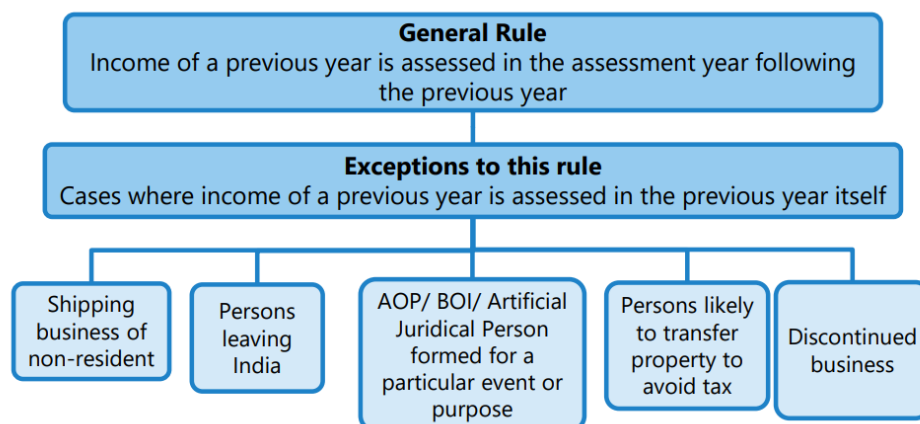 General Rule
Income of a previous year is assessed in the assessment year following
the previous year
Exceptions to this rule
Cases where income of a previous year is assessed in the previous year itself
Shipping
business of
non-resident
Persons
leaving
India
AOP/ BOI/ Artificial
Juridical Person
formed for a
particular event or
purpose
Persons likely
to transfer
property to
avoid tax
Discontinued
business